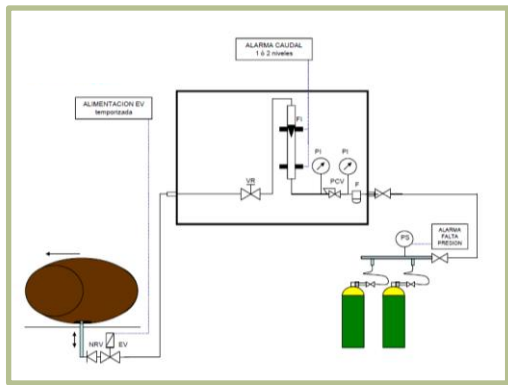 ALARMA CAUDAL
1 ó 2 niveles
ALIMENTACION EV
temporizada
FI
PI
PI
VR
PCV
F
PS
ALARMA
FALTA
PRESION
NRV
EV